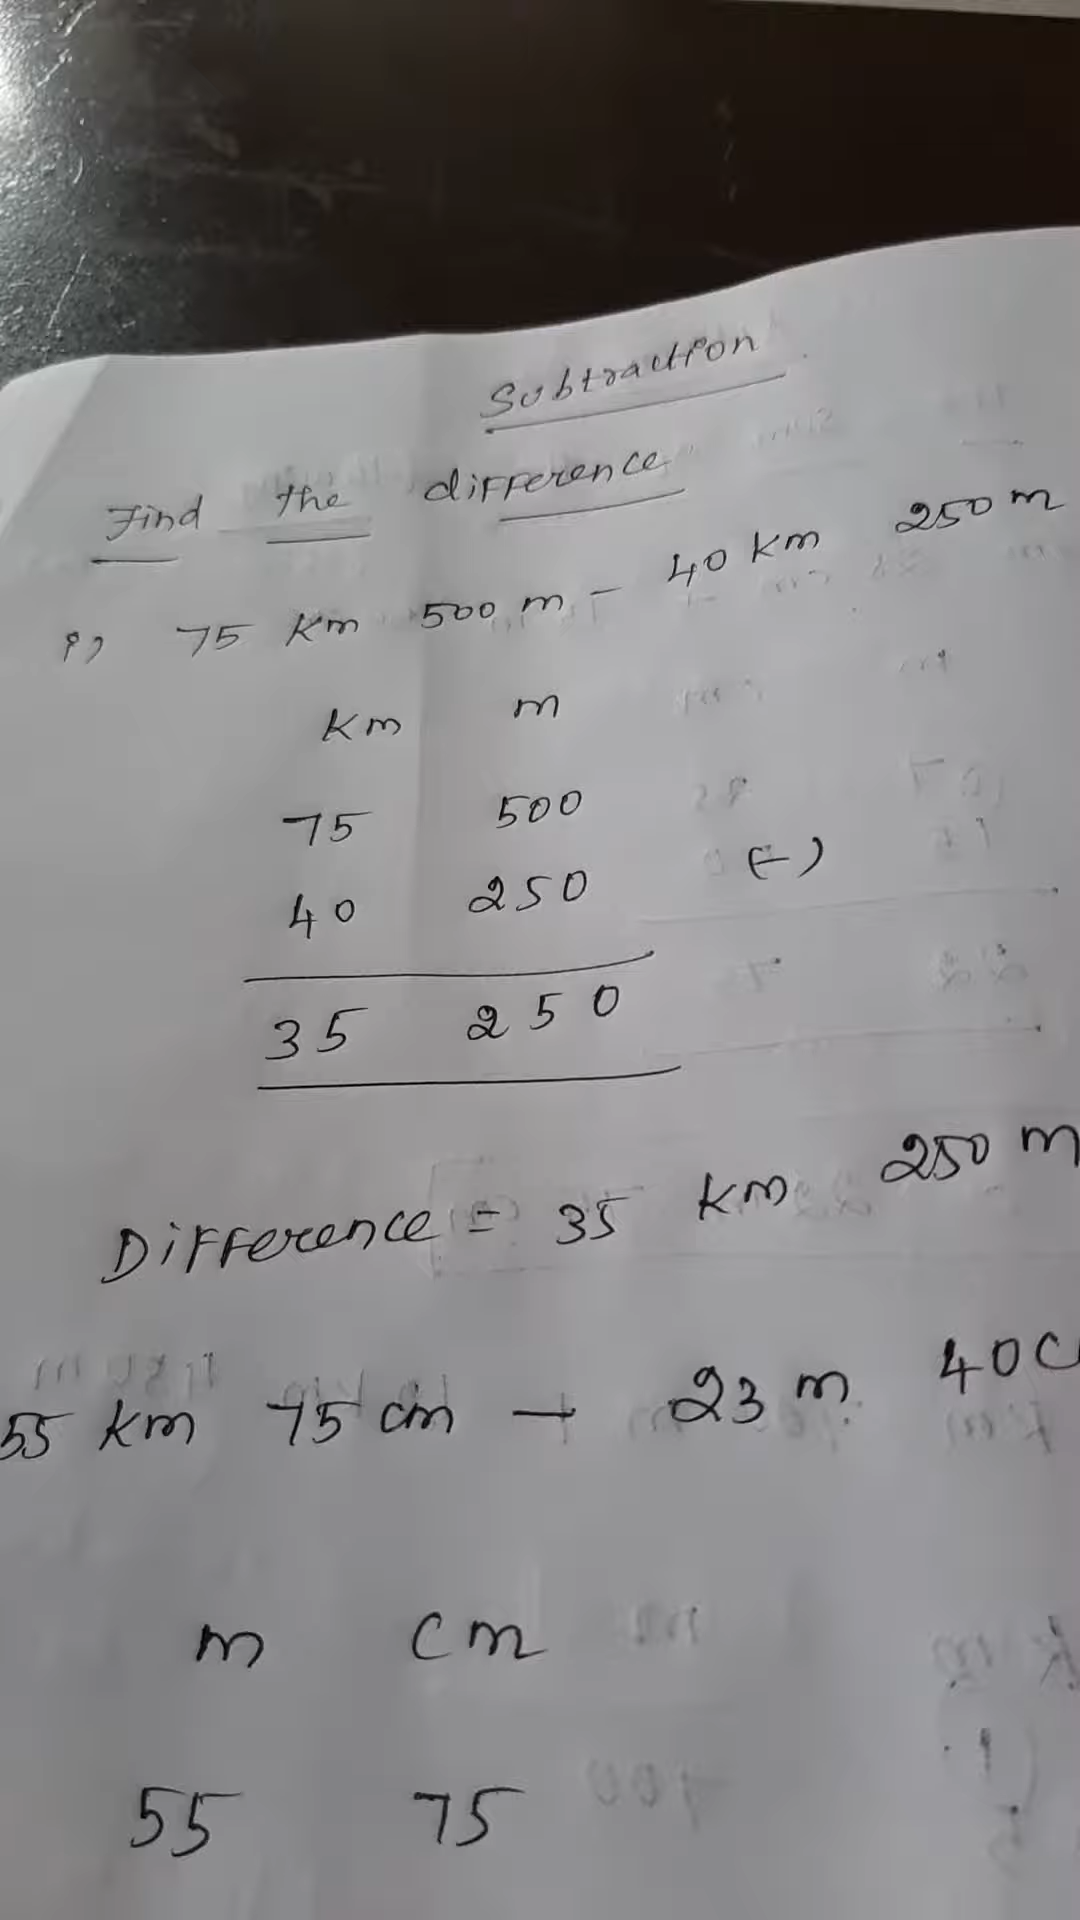 Subtraction
Find the difference
i) 75 Km 500 m - 40 Km 250 m
Km m
75 500
40 250 (-)
35 250
Difference = 35 Km 250 m
55 Km 75 cm - 23 m 40 c
m cm
55 75